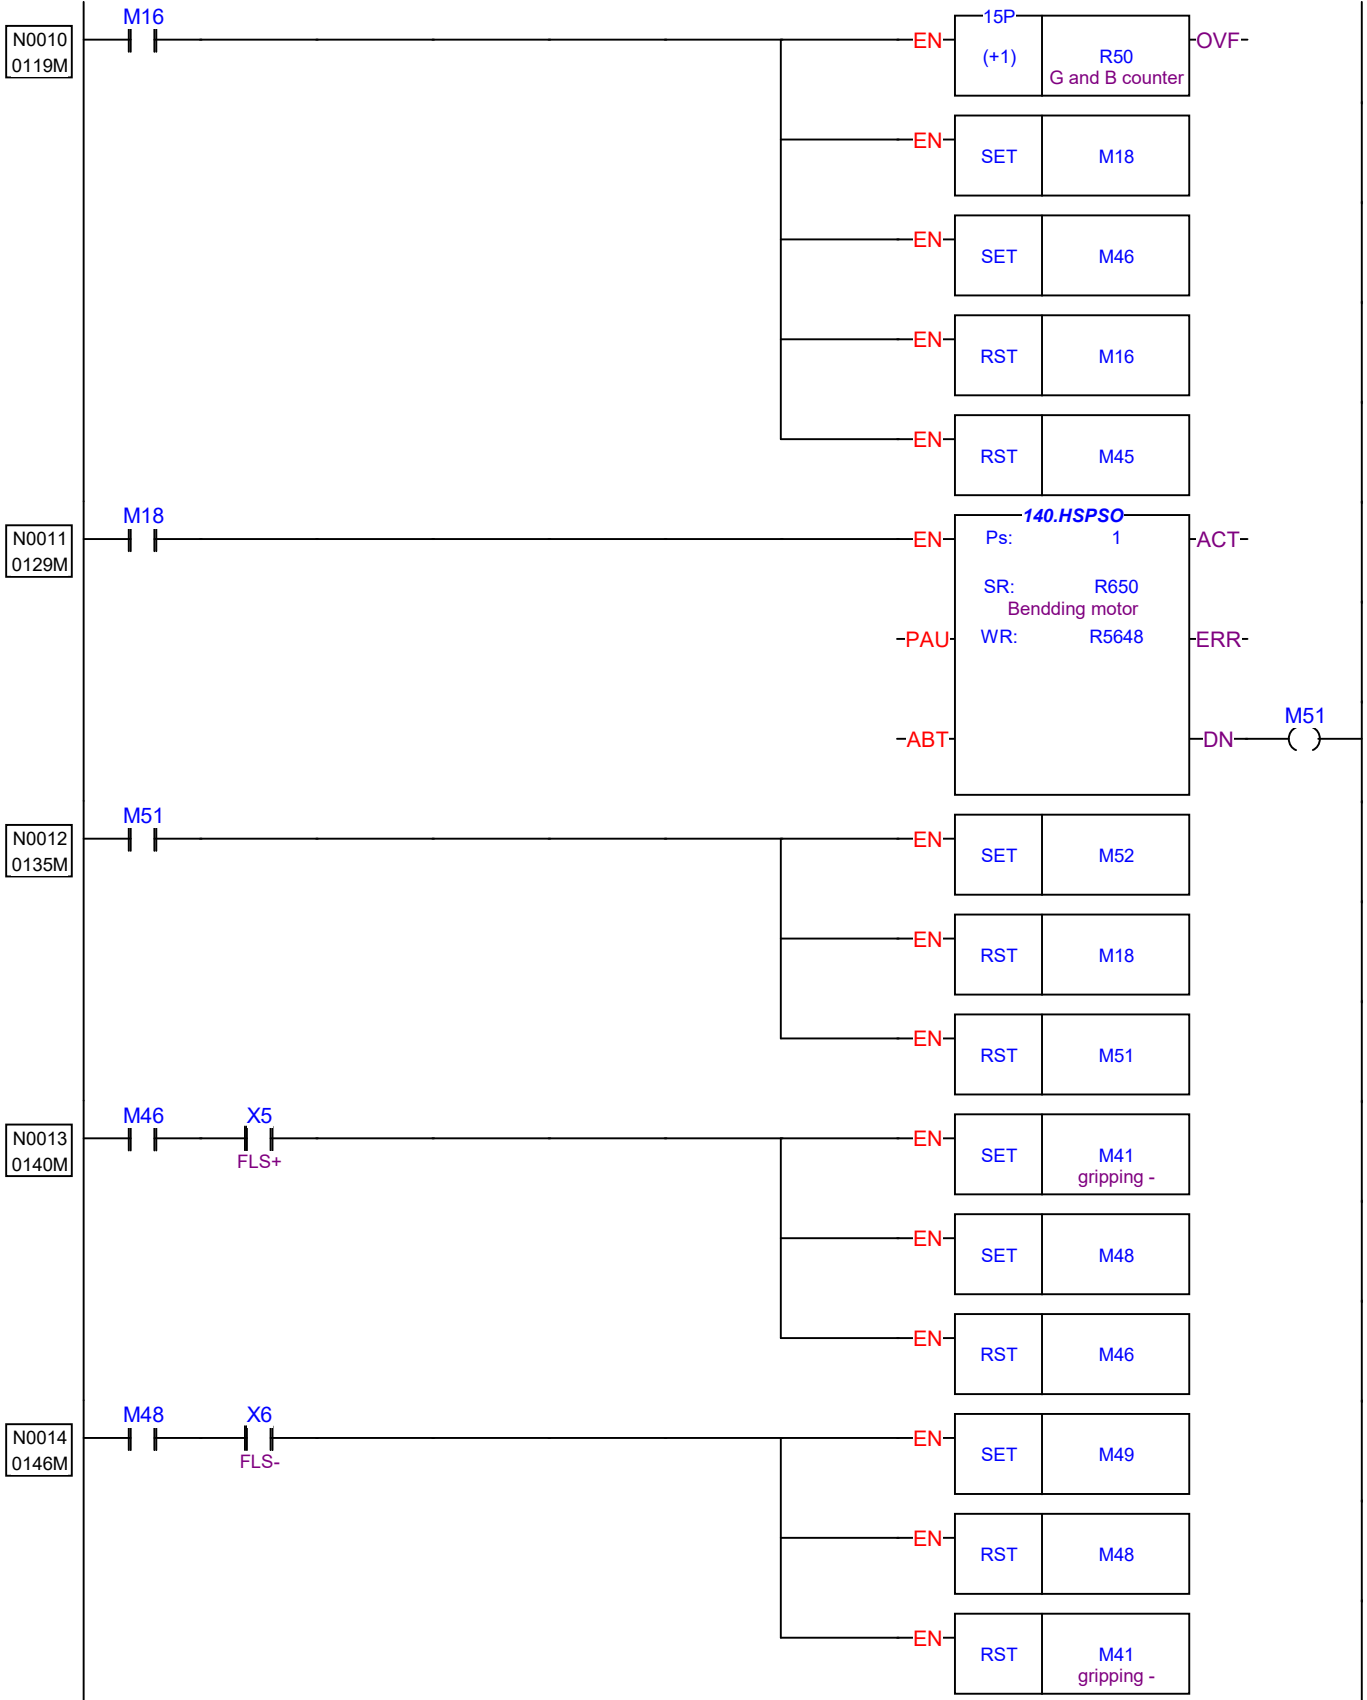 M16
N0010
0119M
EN
15P
(+1)
R50
G and B counter
OVF
EN
SET
M18
EN
SET
M46
EN
RST
M16
EN
RST
M45
M18
N0011
0129M
EN
140.HSPSO
Ps:
1
ACT
SR:
R650
Bendding motor
PAU
WR:
R5648
ERR
M51
ABT
DN
M51
N0012
0135M
EN
SET
M52
EN
RST
M18
EN
RST
M51
M46
X5
N0013
0140M
FLS+
EN
SET
M41
gripping -
EN
SET
M48
EN
RST
M46
M48
X6
N0014
0146M
FLS-
EN
SET
M49
EN
RST
M48
EN
RST
M41
gripping -